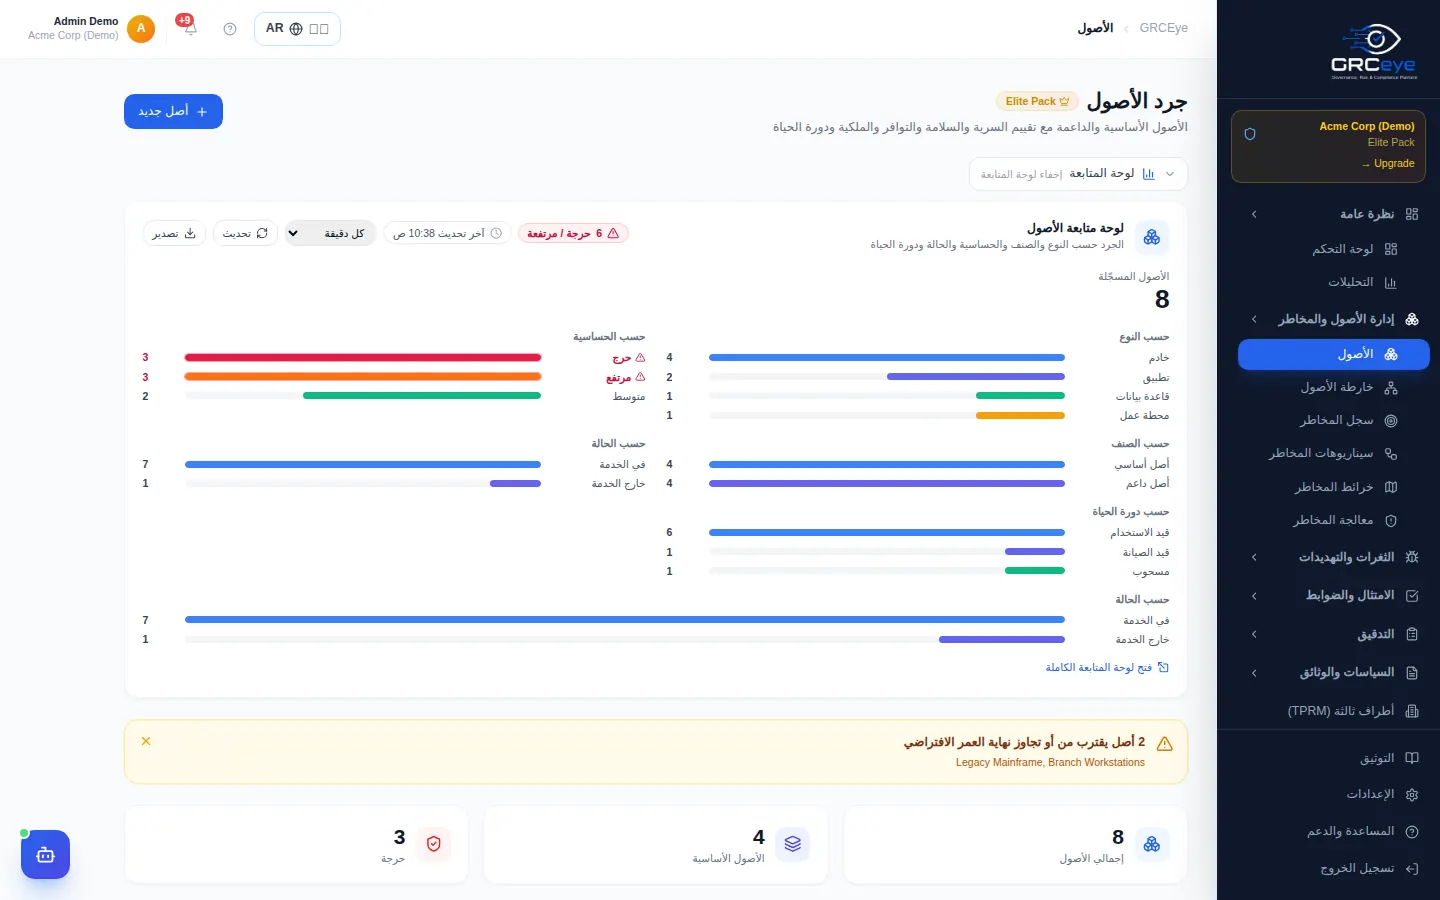 GRCEye
الأصول
AR
9+
Admin Demo
Acme Corp (Demo)
A
GRCeye
Governance, Risk & Compliance Platform
Acme Corp (Demo)
Elite Pack
Upgrade →
نظرة عامة
لوحة التحكم
التحليلات
إدارة الأصول والمخاطر
الأصول
خارطة الأصول
سجل المخاطر
سيناريوهات المخاطر
خرائط المخاطر
معالجة المخاطر
الثغرات والتهديدات
الامتثال والضوابط
التدقيق
السياسات والوثائق
أطراف ثالثة (TPRM)
التوثيق
الإعدادات
المساعدة والدعم
تسجيل الخروج
جرد الأصول
Elite Pack
الأصول الأساسية والداعمة مع تقييم السرية والسلامة والتوافر والملكية ودورة الحياة
أصل جديد
لوحة المتابعة إخفاء لوحة المتابعة
لوحة متابعة الأصول
الجرد حسب النوع والصنف والحساسية والحالة ودورة الحياة
6 حرجة / مرتفعة
آخر تحديث 10:38 ص
كل دقيقة
تحديث
تصدير
الأصول المسجّلة
8
حسب النوع
خادم 4
تطبيق 2
قاعدة بيانات 1
محطة عمل 1
حسب الحساسية
حرج 3
مرتفع 3
متوسط 2
حسب الصنف
أصل أساسي 4
أصل داعم 4
حسب الحالة
في الخدمة 7
خارج الخدمة 1
حسب دورة الحياة
قيد الاستخدام 6
قيد الصيانة 1
مسحوب 1
حسب الحالة
في الخدمة 7
خارج الخدمة 1
فتح لوحة المتابعة الكاملة
2 أصل يقترب من أو تجاوز نهاية العمر الافتراضي
Legacy Mainframe, Branch Workstations
8
إجمالي الأصول
4
الأصول الأساسية
3
حرجة